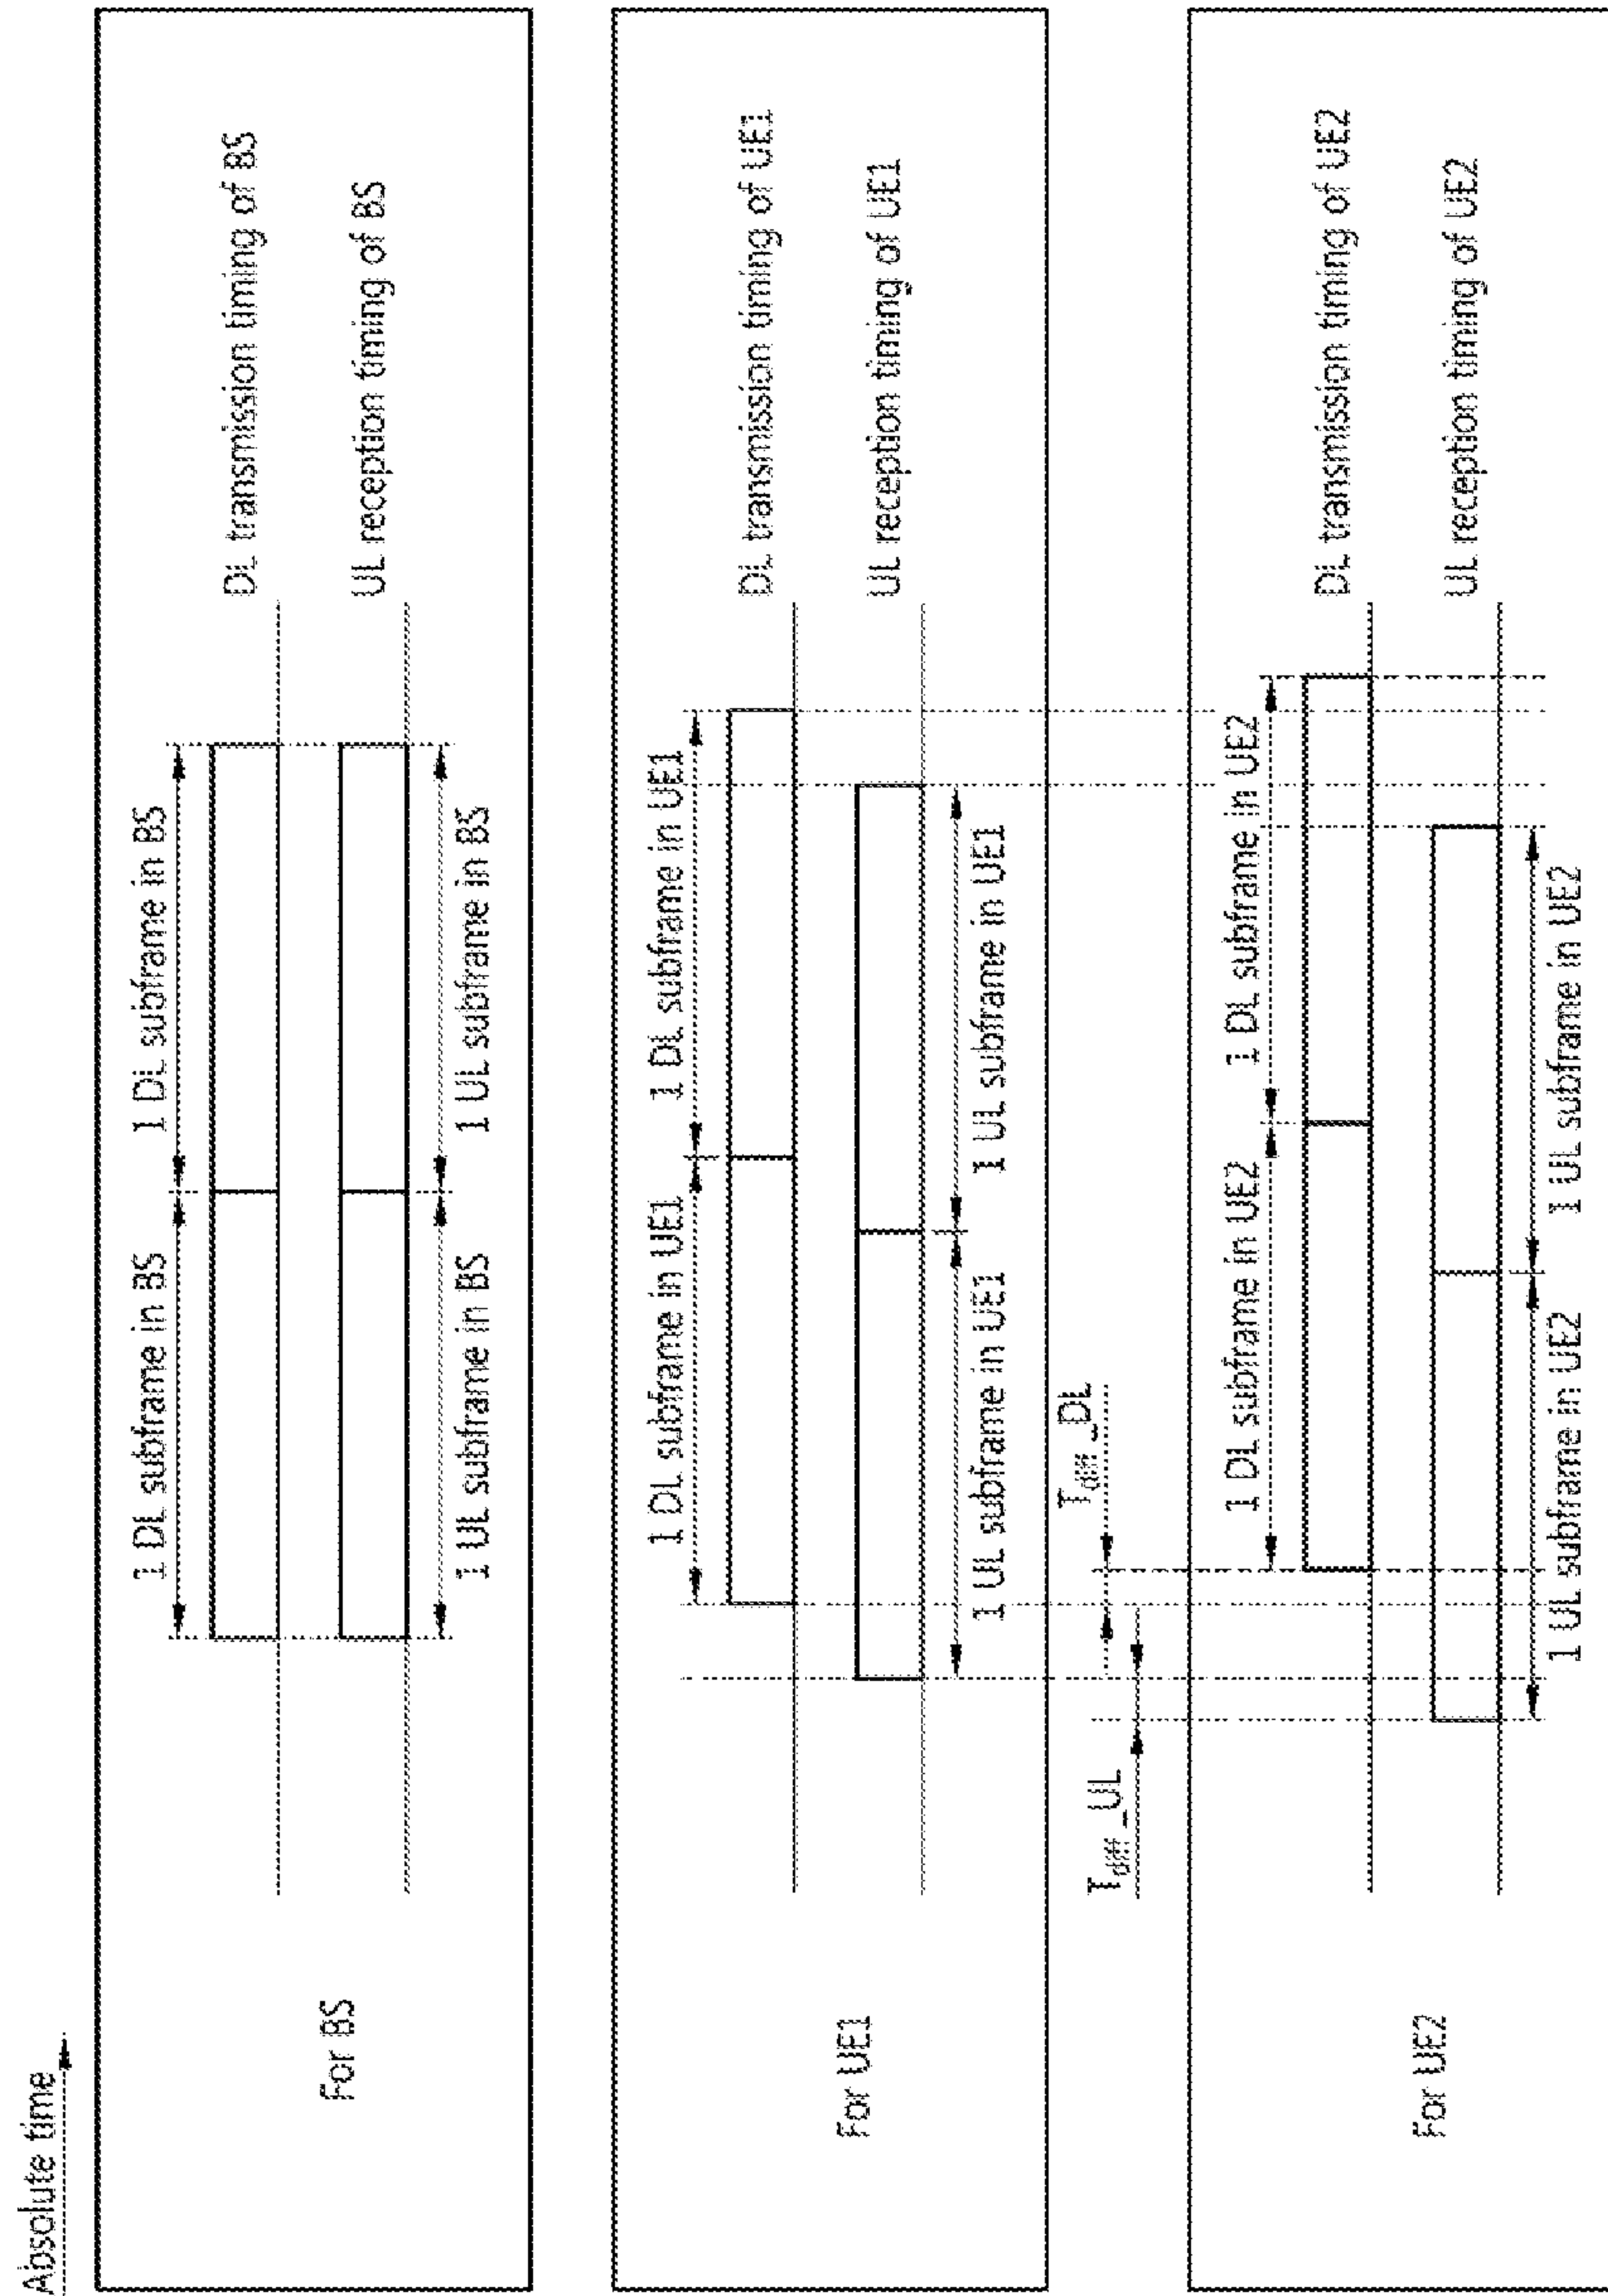 Absolute time
1 DL subframe in BS
1 DL subframe in BS
DL transmission timing of BS
For BS
UL reception timing of BS
1 UL subframe in BS
1 UL subframe in BS
1 DL subframe in UE1
1 DL subframe in UE1
DL transmission timing of UE1
For UE1
UL reception timing of UE1
1 UL subframe in UE1
1 UL subframe in UE1
Tdiff_UL
Tdiff_DL
1 DL subframe in UE2
1 DL subframe in UE2
DL transmission timing of UE2
For UE2
UL reception timing of UE2
1 UL subframe in UE2
1 UL subframe in UE2